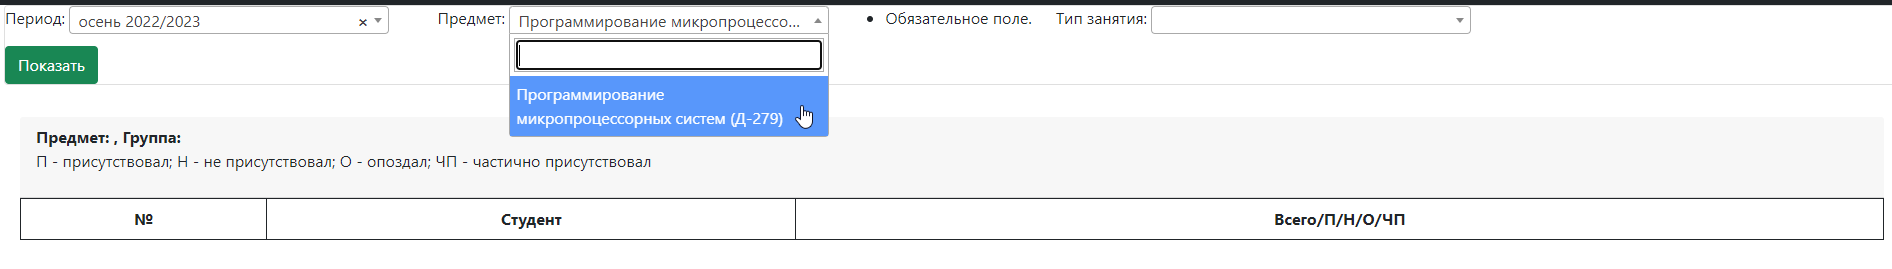 Период: осень 2022/2023 × Предмет: Программирование микропроцессо... • Обязательное поле. Тип занятия:
Показать
Программирование
микропроцессорных систем (Д-279)
Предмет: , Группа:
П - присутствовал; Н - не присутствовал; О - опоздал; ЧП - частично присутствовал
№ Студент Всего/П/Н/О/ЧП